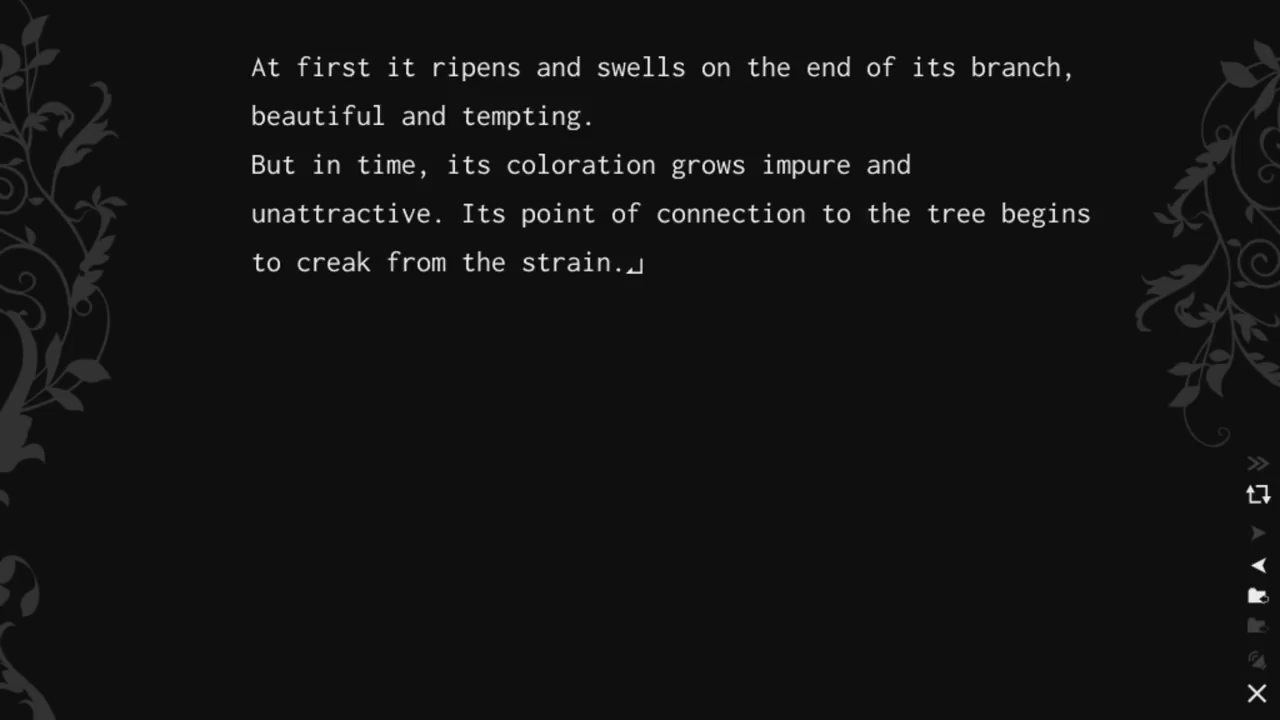 At first it ripens and swells on the end of its branch,
beautiful and tempting.
But in time, its coloration grows impure and
unattractive. Its point of connection to the tree begins
to creak from the strain.